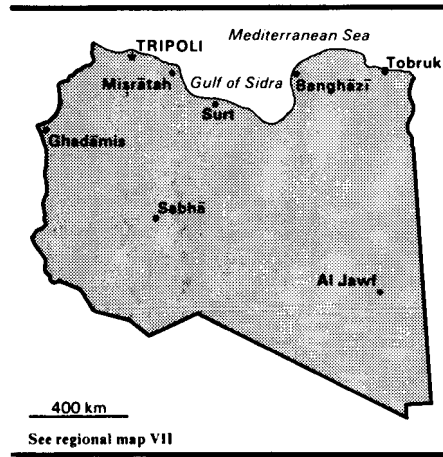 Mediterranean Sea
TRIPOLI
Tobruk
Miṣrātah
Gulf of Sidra
Banghāzī
Surt
Ghadāmis
Sabhā
Al Jawf
400 km
See regional map VII